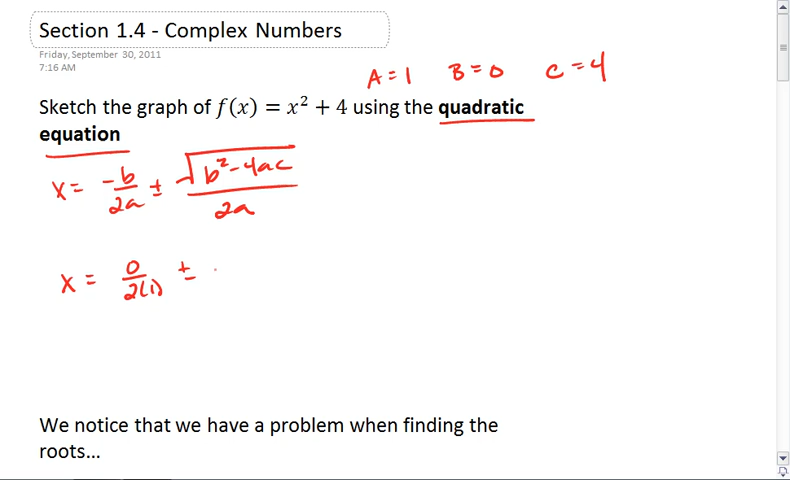 Section 1.4 - Complex Numbers
Friday, September 30, 2011
7:16 AM
A = 1 B = 0 C = 4
Sketch the graph of f(x) = x² + 4 using the quadratic
equation
x = -b/2a ± √(b²-4ac)/2a
x = 0/2(1) ±
We notice that we have a problem when finding the
roots...